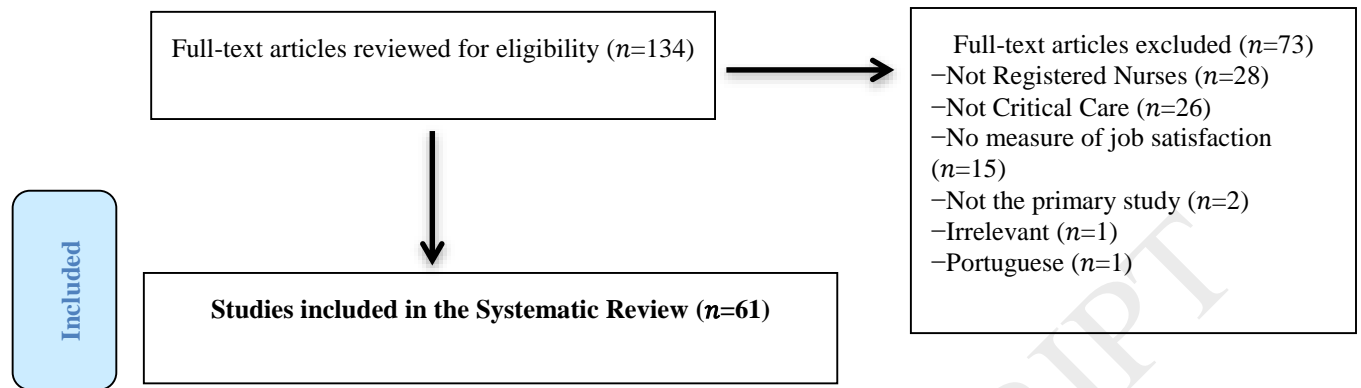 Full-text articles reviewed for eligibility (n=134)
Full-text articles excluded (n=73)
−Not Registered Nurses (n=28)
−Not Critical Care (n=26)
−No measure of job satisfaction
(n=15)
−Not the primary study (n=2)
−Irrelevant (n=1)
−Portuguese (n=1)
Included
Studies included in the Systematic Review (n=61)